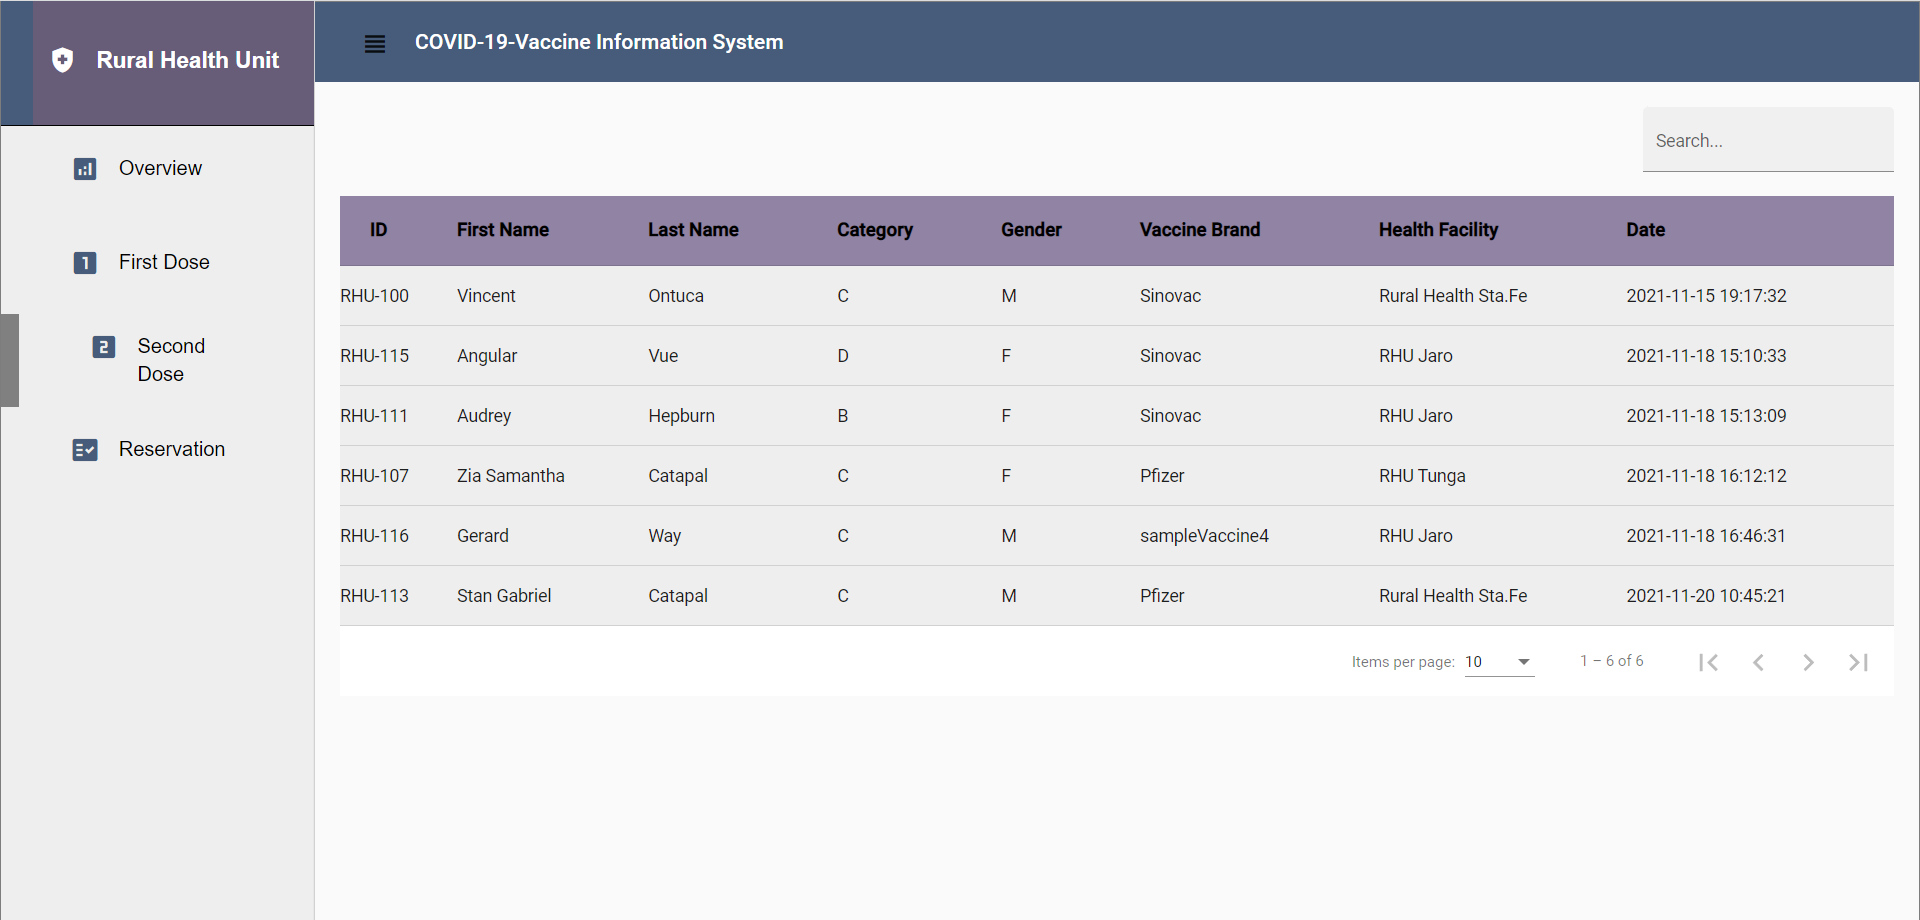 Rural Health Unit
COVID-19-Vaccine Information System
Overview
1 First Dose
2 Second
Dose
Reservation
Search...
ID First Name Last Name Category Gender Vaccine Brand Health Facility Date
RHU-100 Vincent Ontuca C M Sinovac Rural Health Sta.Fe 2021-11-15 19:17:32
RHU-115 Angular Vue D F Sinovac RHU Jaro 2021-11-18 15:10:33
RHU-111 Audrey Hepburn B F Sinovac RHU Jaro 2021-11-18 15:13:09
RHU-107 Zia Samantha Catapal C F Pfizer RHU Tunga 2021-11-18 16:12:12
RHU-116 Gerard Way C M sampleVaccine4 RHU Jaro 2021-11-18 16:46:31
RHU-113 Stan Gabriel Catapal C M Pfizer Rural Health Sta.Fe 2021-11-20 10:45:21
Items per page: 10 1 – 6 of 6